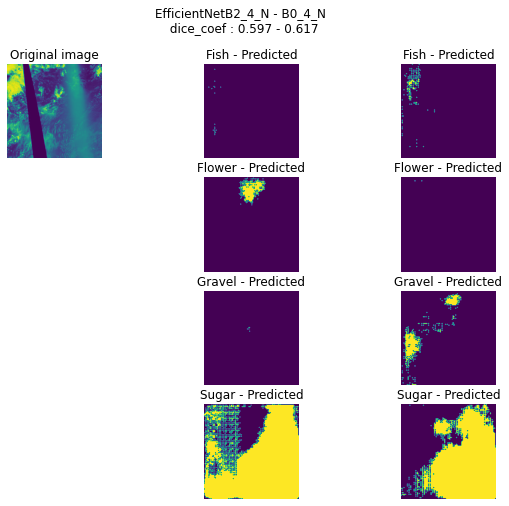 EfficientNetB2_4_N - B0_4_N
dice_coef : 0.597 - 0.617
Original image
Fish - Predicted
Fish - Predicted
Flower - Predicted
Flower - Predicted
Gravel - Predicted
Gravel - Predicted
Sugar - Predicted
Sugar - Predicted